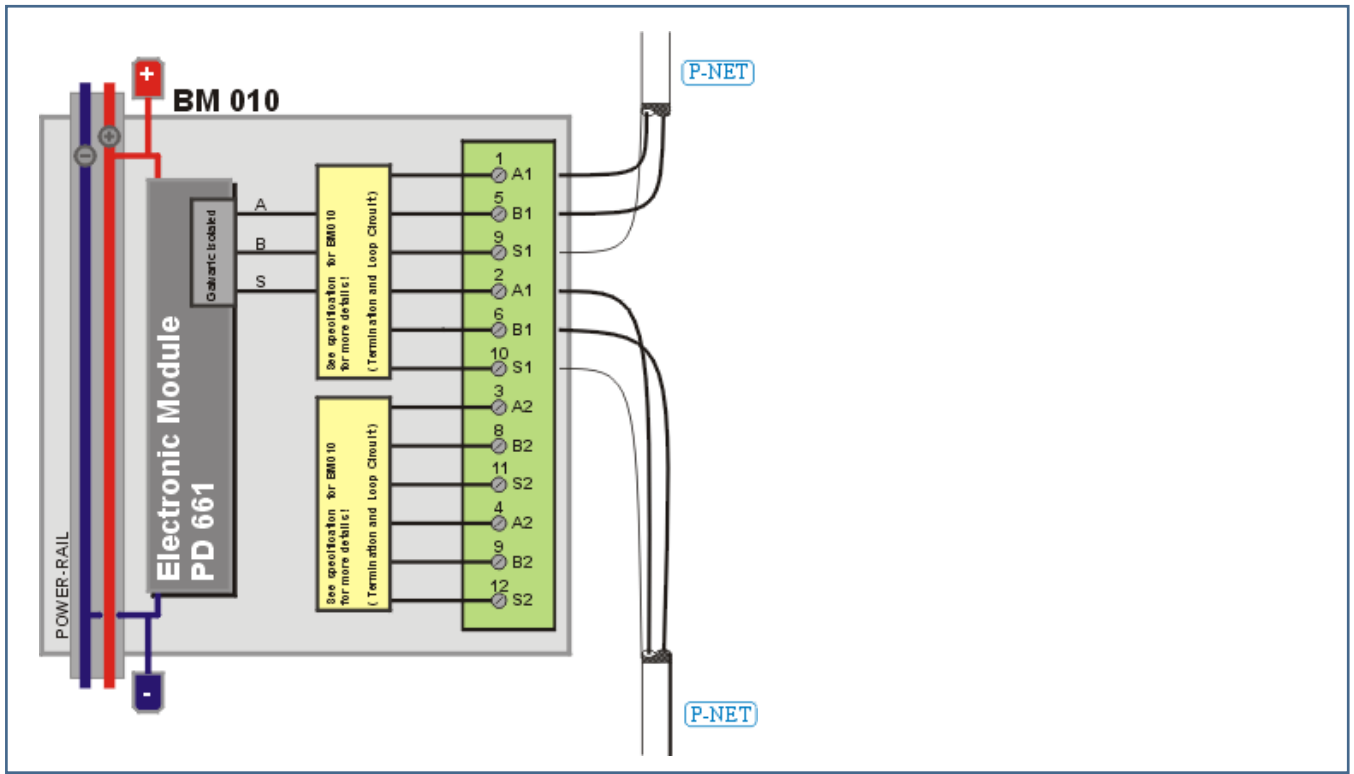 P-NET
+
BM 010
+
-
POWER-RAIL
Electronic Module
PD 661
Galvanic Isolated
A
B
S
See specification for BM010
for more details!
(Termination and Loop Circuit)
See specification for BM010
for more details!
(Termination and Loop Circuit)
1
A1
5
B1
9
S1
2
A1
6
B1
10
S1
3
A2
8
B2
11
S2
4
A2
9
B2
12
S2
-
P-NET